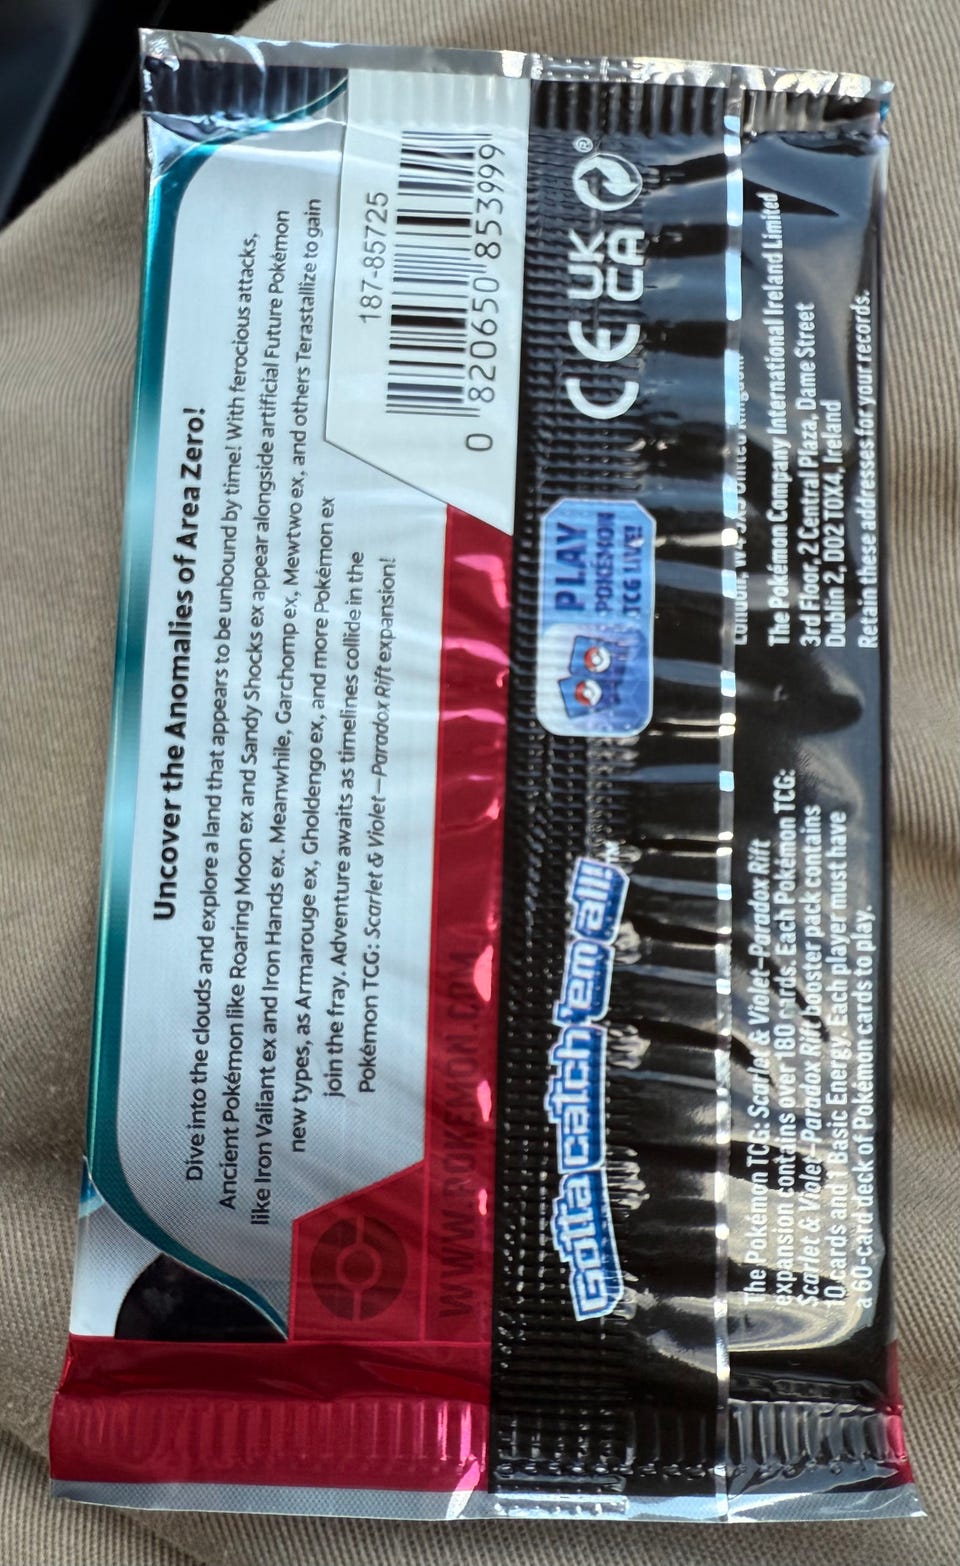 Uncover the Anomalies of Area Zero!
Dive into the clouds and explore a land that appears to be unbound by time! With ferocious attacks,
Ancient Pokémon like Roaring Moon ex and Sandy Shocks ex appear alongside artificial Future Pokémon
like Iron Valiant ex and Iron Hands ex. Meanwhile, Garchomp ex, Mewtwo ex, and others Terastallize to gain
new types, as Armarouge ex, Gholdengo ex, and more Pokémon ex
join the fray. Adventure awaits as timelines collide in the
Pokémon TCG: Scarlet & Violet—Paradox Rift expansion!
187-85725
0 820650 853999
WWW.POKEMON.COM
Gotta catch 'em all!
PLAY
POKÉMON
TCG LIVE!
CE UK
CA
®
The Pokémon TCG: Scarlet & Violet–Paradox Rift
expansion contains over 180 cards. Each Pokémon TCG:
Scarlet & Violet–Paradox Rift booster pack contains
10 cards and 1 Basic Energy. Each player must have
a 60-card deck of Pokémon cards to play.
The Pokémon Company International Ireland Limited
3rd Floor, 2 Central Plaza, Dame Street
Dublin 2, D02 T0X4, Ireland
Retain these addresses for your records.